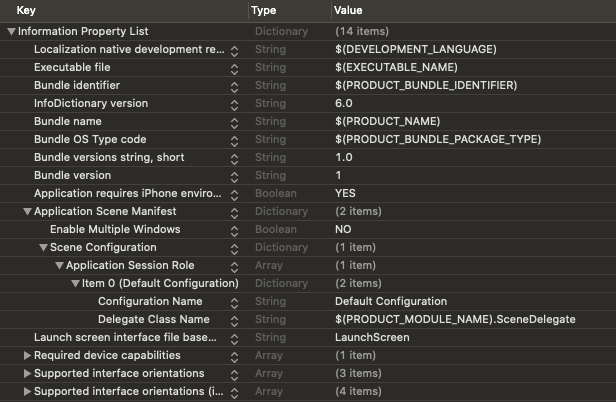 Key Type Value
Information Property List Dictionary (14 items)
Localization native development re... String $(DEVELOPMENT_LANGUAGE)
Executable file String $(EXECUTABLE_NAME)
Bundle identifier String $(PRODUCT_BUNDLE_IDENTIFIER)
InfoDictionary version String 6.0
Bundle name String $(PRODUCT_NAME)
Bundle OS Type code String $(PRODUCT_BUNDLE_PACKAGE_TYPE)
Bundle versions string, short String 1.0
Bundle version String 1
Application requires iPhone enviro... Boolean YES
Application Scene Manifest Dictionary (2 items)
Enable Multiple Windows Boolean NO
Scene Configuration Dictionary (1 item)
Application Session Role Array (1 item)
Item 0 (Default Configuration) Dictionary (2 items)
Configuration Name String Default Configuration
Delegate Class Name String $(PRODUCT_MODULE_NAME).SceneDelegate
Launch screen interface file base... String LaunchScreen
Required device capabilities Array (1 item)
Supported interface orientations Array (3 items)
Supported interface orientations (i... Array (4 items)